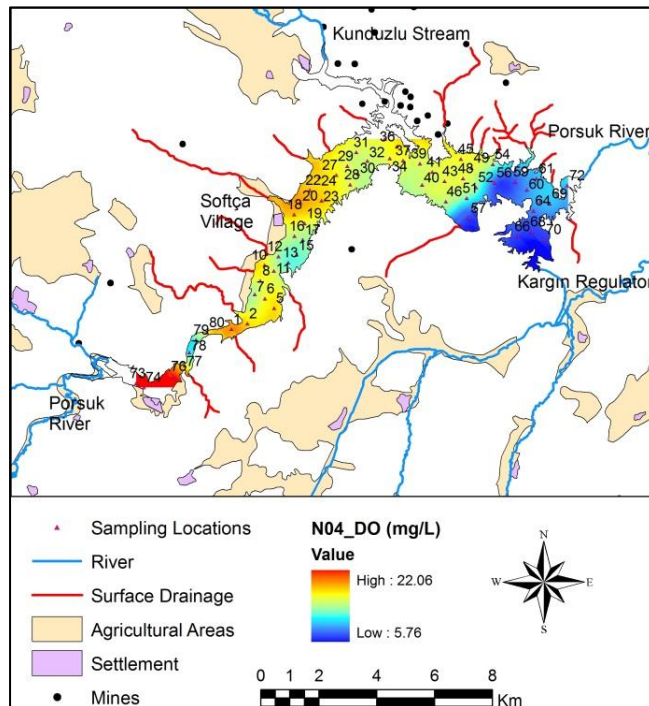 Kunduzlu Stream
Porsuk River
36
31
37
39
45
54
29
32
34
41
49
61
27
30
43
48
52
56
59
72
22
24
28
40
51
60
69
20
23
46
64
Softça
Village
18
19
57
68
16
17
66
70
12
15
13
10
11
8
Kargın Regulator
7
6
5
80
1
2
79
78
73
74
76
77
Porsuk
River
Sampling Locations
River
Surface Drainage
Agricultural Areas
Settlement
Mines
N04_DO (mg/L)
Value
High : 22.06
Low : 5.76
N
W
E
S
0
2
4
6
8
Km